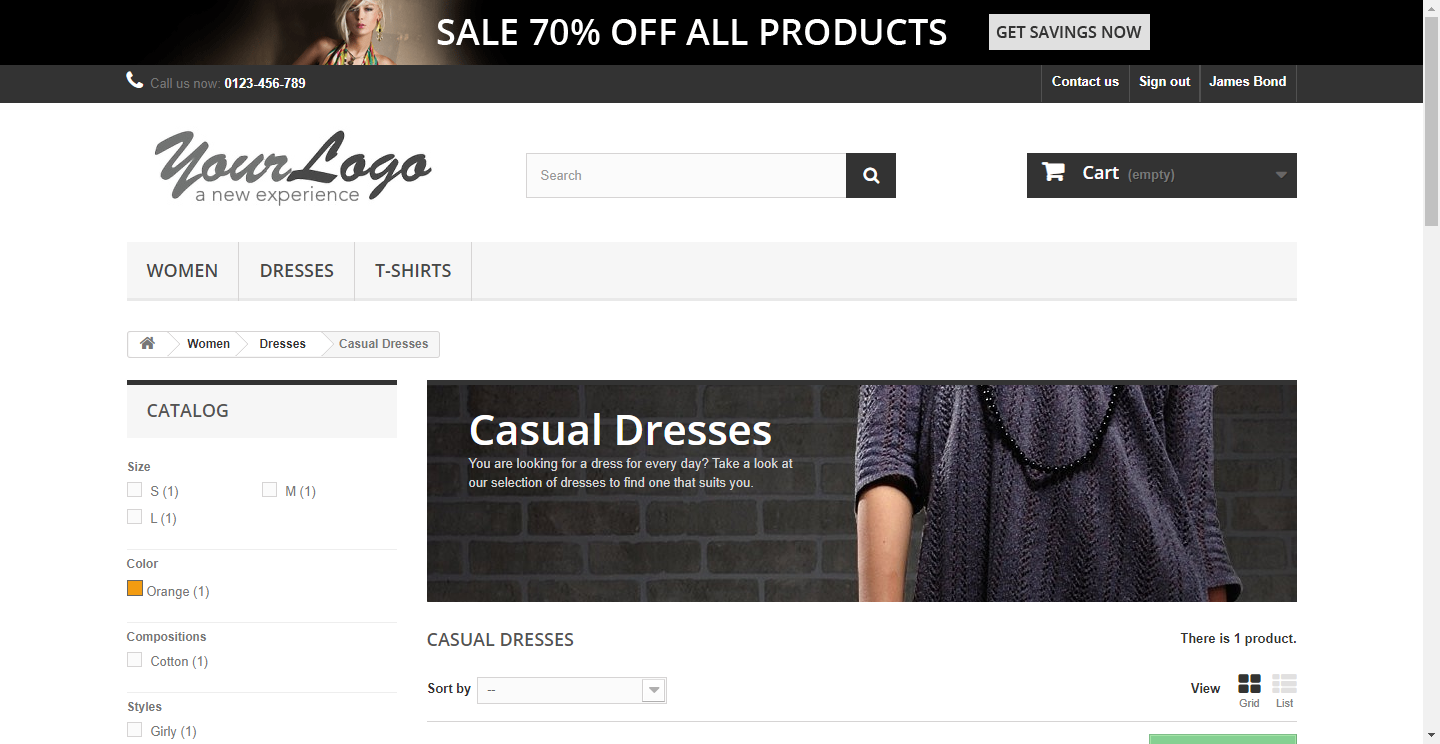 SALE 70% OFF ALL PRODUCTS GET SAVINGS NOW
Call us now: 0123-456-789 Contact us Sign out James Bond
YourLogo
a new experience
Search
Cart (empty)
WOMEN DRESSES T-SHIRTS
Women Dresses Casual Dresses
CATALOG
Size
S (1) M (1)
L (1)
Color
Orange (1)
Compositions
Cotton (1)
Styles
Girly (1)
Casual Dresses
You are looking for a dress for every day? Take a look at
our selection of dresses to find one that suits you.
CASUAL DRESSES There is 1 product.
Sort by -- View Grid List